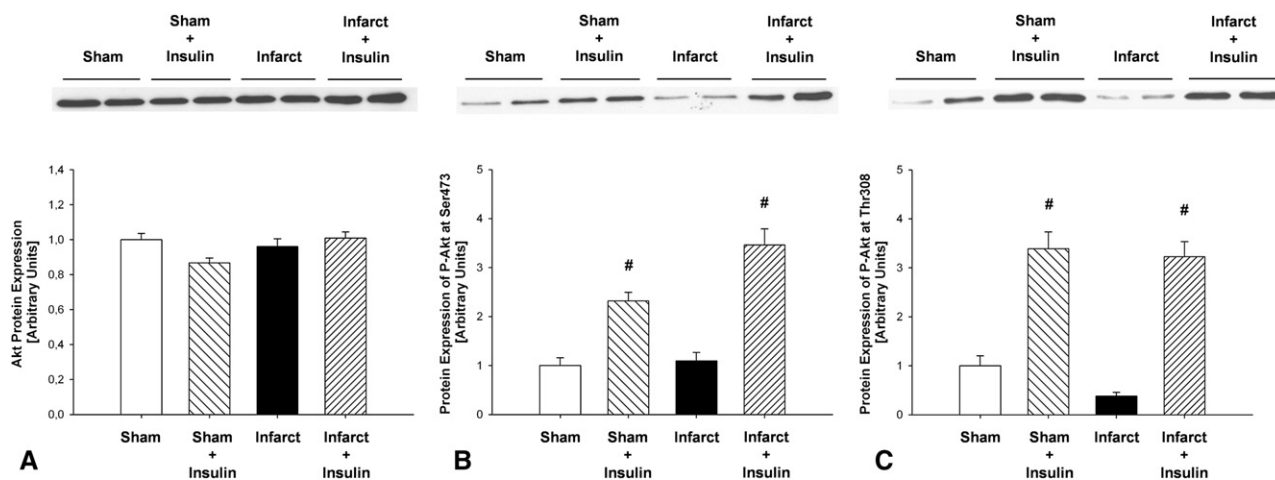 Sham
Sham
+
Insulin
Infarct
Infarct
+
Insulin
Akt Protein Expression
[Arbitrary Units]
1,4
1,2
1,0
0,8
0,6
0,4
0,2
0,0
Sham
Sham
+
Insulin
Infarct
Infarct
+
Insulin
A
Sham
Sham
+
Insulin
Infarct
Infarct
+
Insulin
Protein Expression of P-Akt at Ser473
[Arbitrary Units]
5
4
3
2
1
0
#
#
Sham
Sham
+
Insulin
Infarct
Infarct
+
Insulin
B
Sham
Sham
+
Insulin
Infarct
Infarct
+
Insulin
Protein Expression of P-Akt at Thr308
[Arbitrary Units]
5
4
3
2
1
0
#
#
Sham
Sham
+
Insulin
Infarct
Infarct
+
Insulin
C